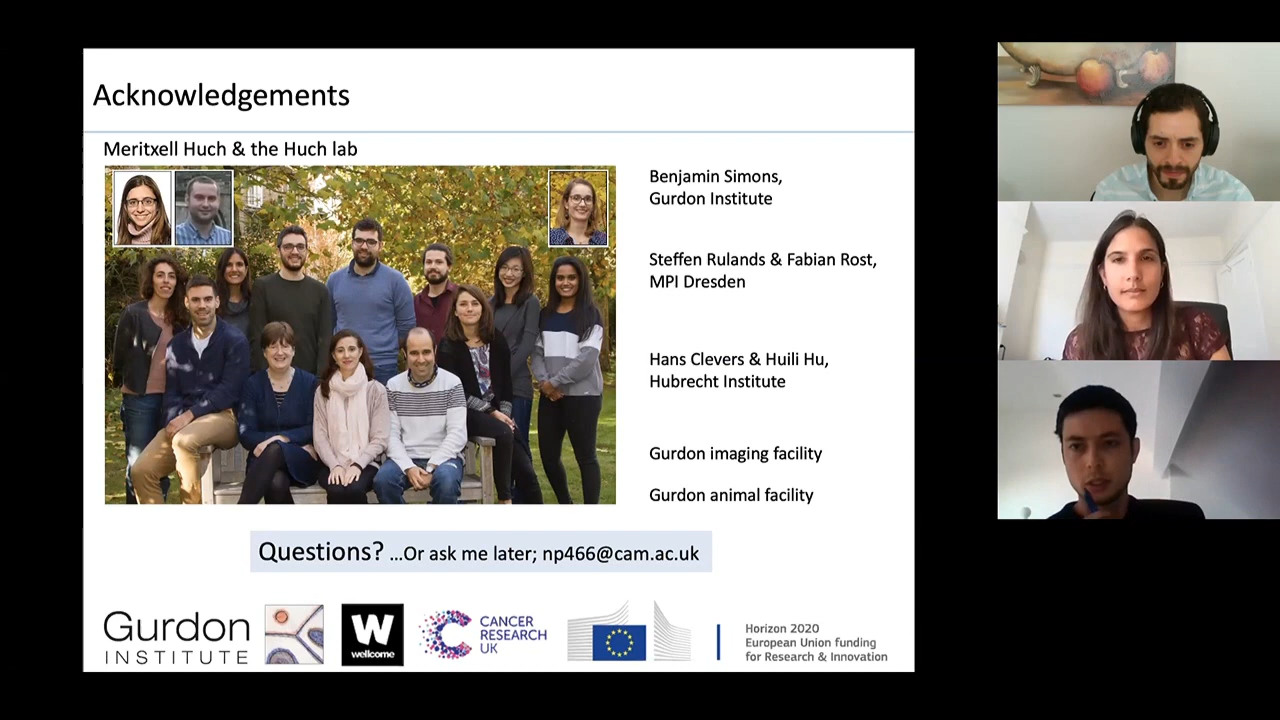 Acknowledgements
Meritxell Huch & the Huch lab
Benjamin Simons,
Gurdon Institute
Steffen Rulands & Fabian Rost,
MPI Dresden
Hans Clevers & Huili Hu,
Hubrecht Institute
Gurdon imaging facility
Gurdon animal facility
Questions? ...Or ask me later; np466@cam.ac.uk
Gurdon
INSTITUTE
W
wellcome
CANCER
RESEARCH
UK
Horizon 2020
European Union funding
for Research & Innovation